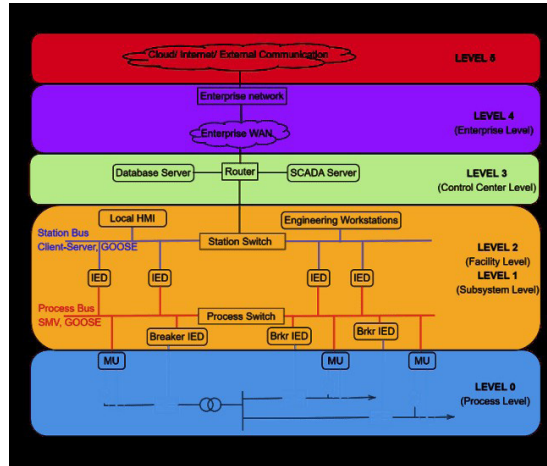 Cloud/ Internet/ External Communication
LEVEL 5
Enterprise network
LEVEL 4
(Enterprise Level)
Enterprise WAN
Database Server
Router
SCADA Server
LEVEL 3
(Control Center Level)
Local HMI
Engineering Workstations
Station Bus
Client-Server, GOOSE
Station Switch
LEVEL 2
(Facility Level)
LEVEL 1
(Subsystem Level)
IED
IED
IED
IED
Process Bus
SMV, GOOSE
Process Switch
Breaker IED
Brkr IED
Brkr IED
MU
MU
MU
LEVEL 0
(Process Level)